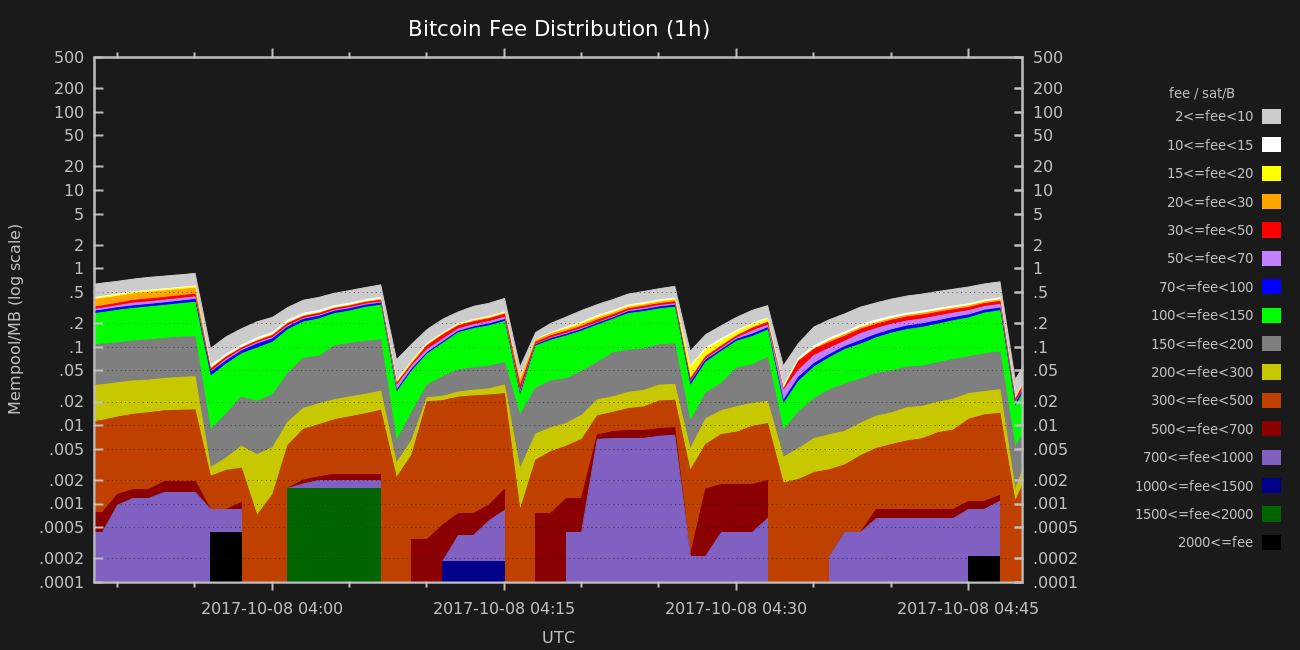 Bitcoin Fee Distribution (1h)
500
200
100
50
20
10
5
2
1
.5
.2
.1
.05
.02
.01
.005
.002
.001
.0005
.0002
.0001
Mempool/MB (log scale)
500
200
100
50
20
10
5
2
1
.5
.2
.1
.05
.02
.01
.005
.002
.001
.0005
.0002
.0001
2017-10-08 04:00
2017-10-08 04:15
2017-10-08 04:30
2017-10-08 04:45
UTC
fee / sat/B
2<=fee<10
10<=fee<15
15<=fee<20
20<=fee<30
30<=fee<50
50<=fee<70
70<=fee<100
100<=fee<150
150<=fee<200
200<=fee<300
300<=fee<500
500<=fee<700
700<=fee<1000
1000<=fee<1500
1500<=fee<2000
2000<=fee